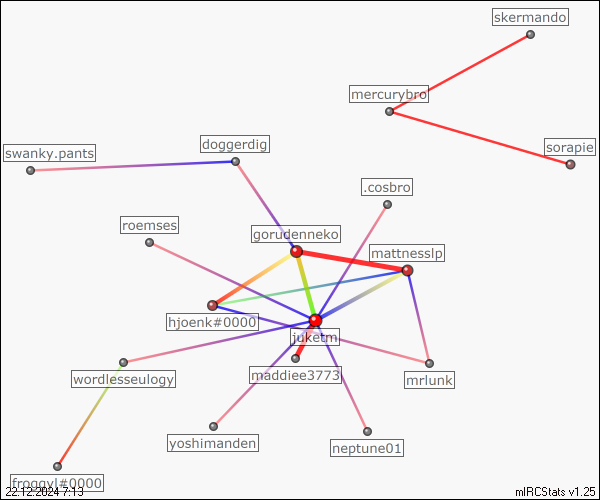 skermando
mercurybro
sorapie
doggerdig
swanky.pants
.cosbro
roemses
gorudenneko
mattnesslp
hjoenk#0000
juketm
maddiee3773
wordlesseulogy
mrlunk
yoshimanden
neptune01
froggyl#0000
22.12.2024 7:13
mIRCStats v1.25